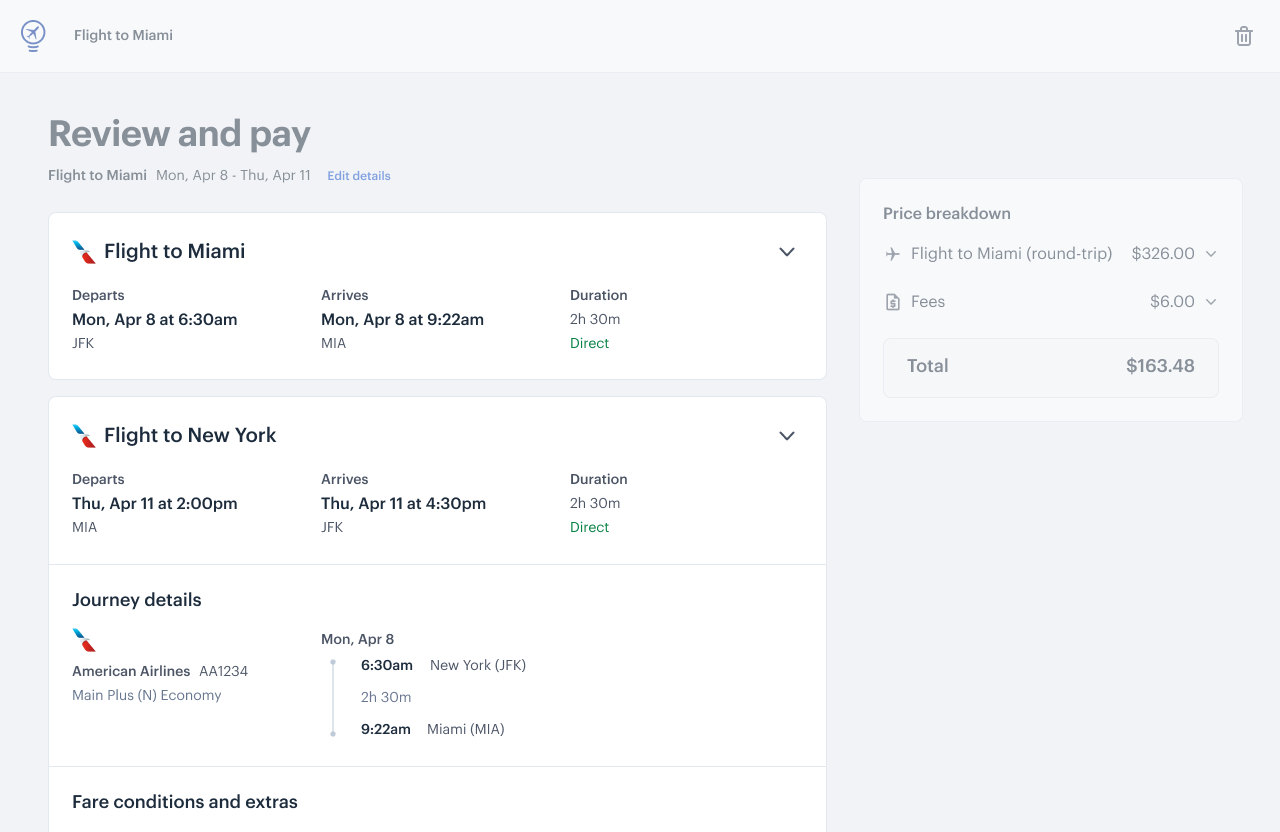 Flight to Miami
Review and pay
Flight to Miami Mon, Apr 8 - Thu, Apr 11 Edit details
Flight to Miami
Departs Arrives Duration
Mon, Apr 8 at 6:30am Mon, Apr 8 at 9:22am 2h 30m
JFK MIA Direct
Flight to New York
Departs Arrives Duration
Thu, Apr 11 at 2:00pm Thu, Apr 11 at 4:30pm 2h 30m
MIA JFK Direct
Journey details
American Airlines AA1234
Main Plus (N) Economy
Mon, Apr 8
6:30am New York (JFK)
2h 30m
9:22am Miami (MIA)
Fare conditions and extras
Price breakdown
Flight to Miami (round-trip) $326.00
Fees $6.00
Total $163.48